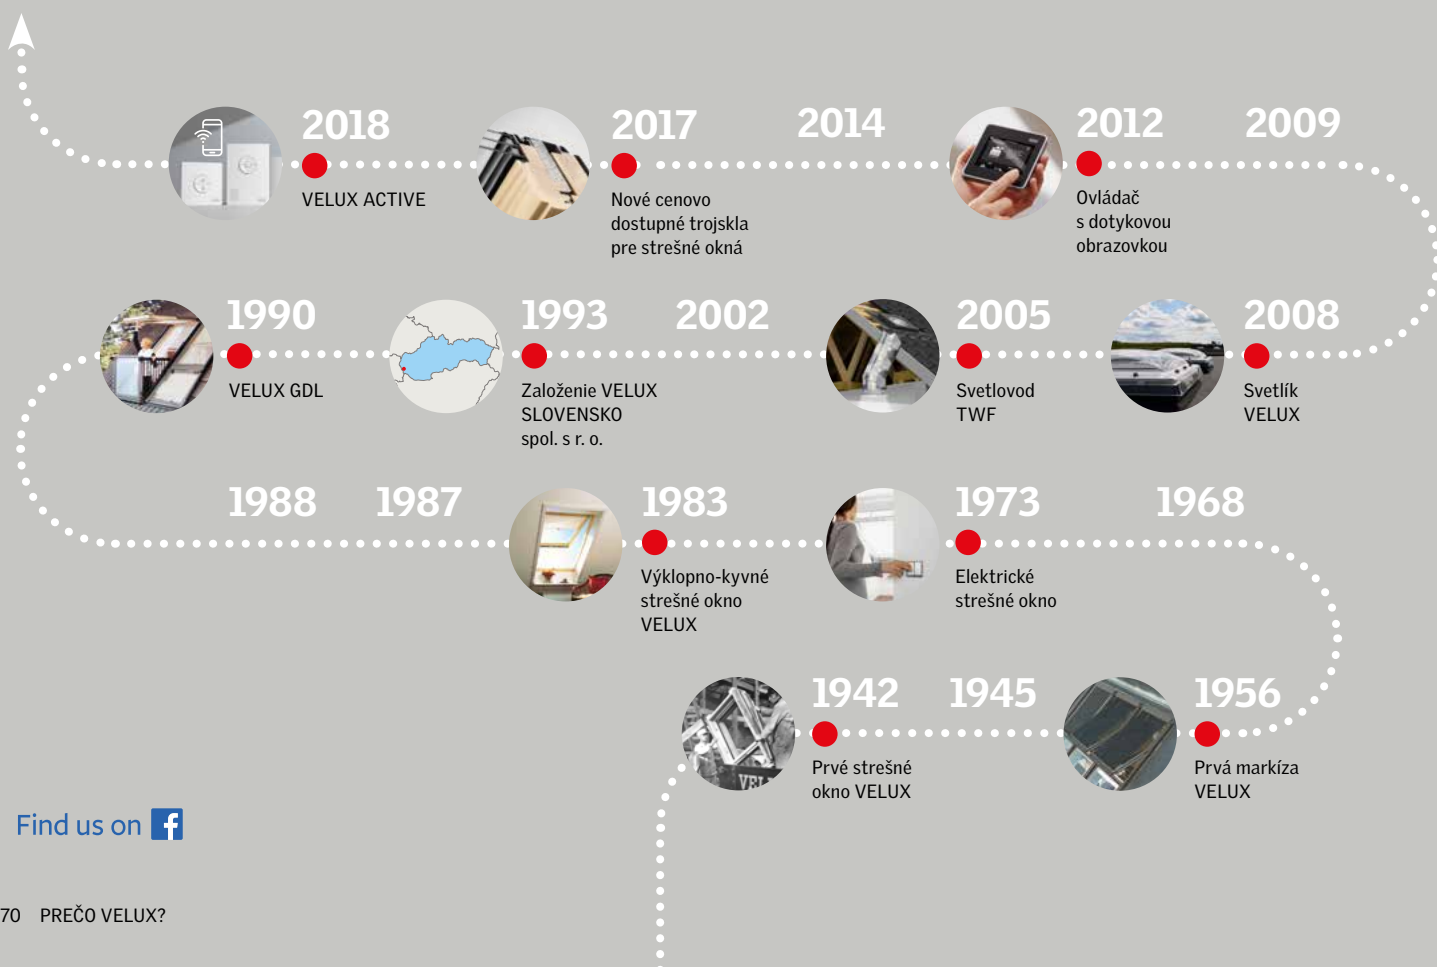 2018
VELUX ACTIVE
2017
Nové cenovo
dostupné trojskla
pre strešné okná
2014
2012
Ovládač
s dotykovou
obrazovkou
2009
1990
VELUX GDL
1993
Založenie VELUX
SLOVENSKO
spol. s r. o.
2002
2005
Svetlovod
TWF
2008
Svetlík
VELUX
1988
1987
1983
Výklopno-kyvné
strešné okno
VELUX
1973
Elektrické
strešné okno
1968
1942
Prvé strešné
okno VELUX
1945
1956
Prvá markíza
VELUX
Find us on
70 PREČO VELUX?